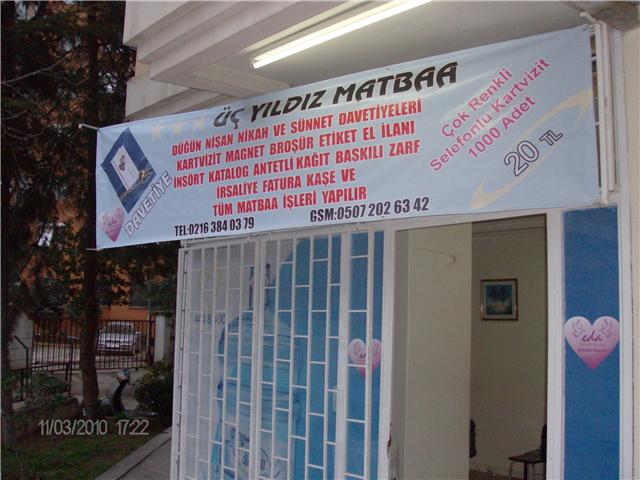 ÜÇ YILDIZ MATBAA
DÜĞÜN NİŞAN NİKAH VE SÜNNET DAVETİYELERİ
KARTVİZİT MAGNET BROŞÜR ETİKET EL İLANI
İNSÖRT KATALOG ANTETLİ KAĞIT BASKILI ZARF
İRSALİYE FATURA KAŞE VE
TÜM MATBAA İŞLERİ YAPILIR
TEL:0216 384 03 79
GSM:0507 202 63 42
Çok Renkli
Selefonlu Kartvizit
1000 Adet
20 TL
DAVETİYE
eda
eda
11/03/2010 17:22